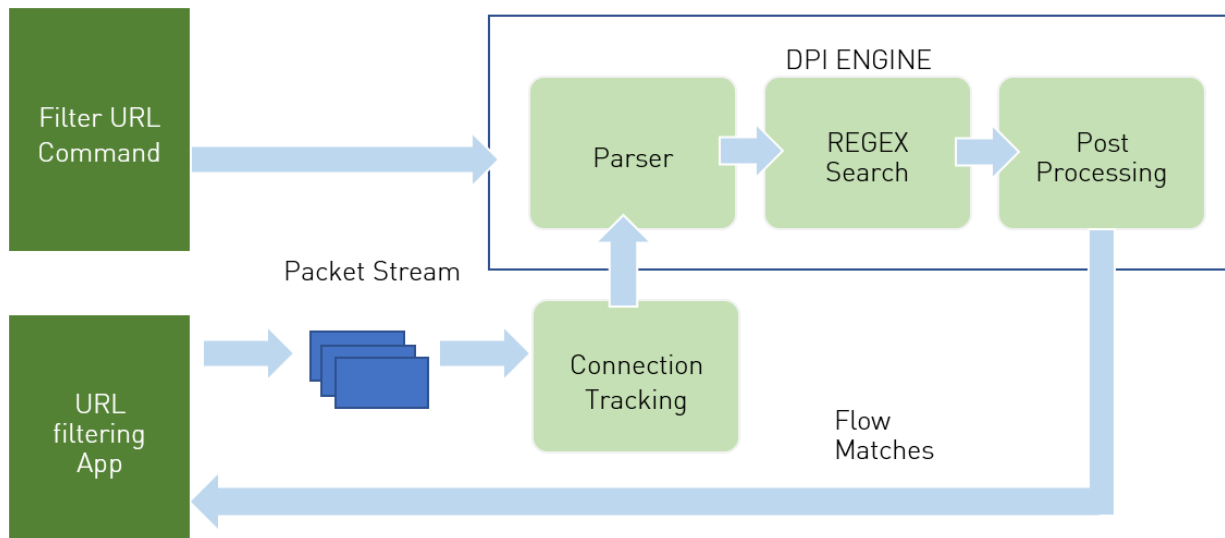 DPI ENGINE
Filter URL
Command
Parser
REGEX
Search
Post
Processing
Packet Stream
URL
filtering
App
Connection
Tracking
Flow
Matches